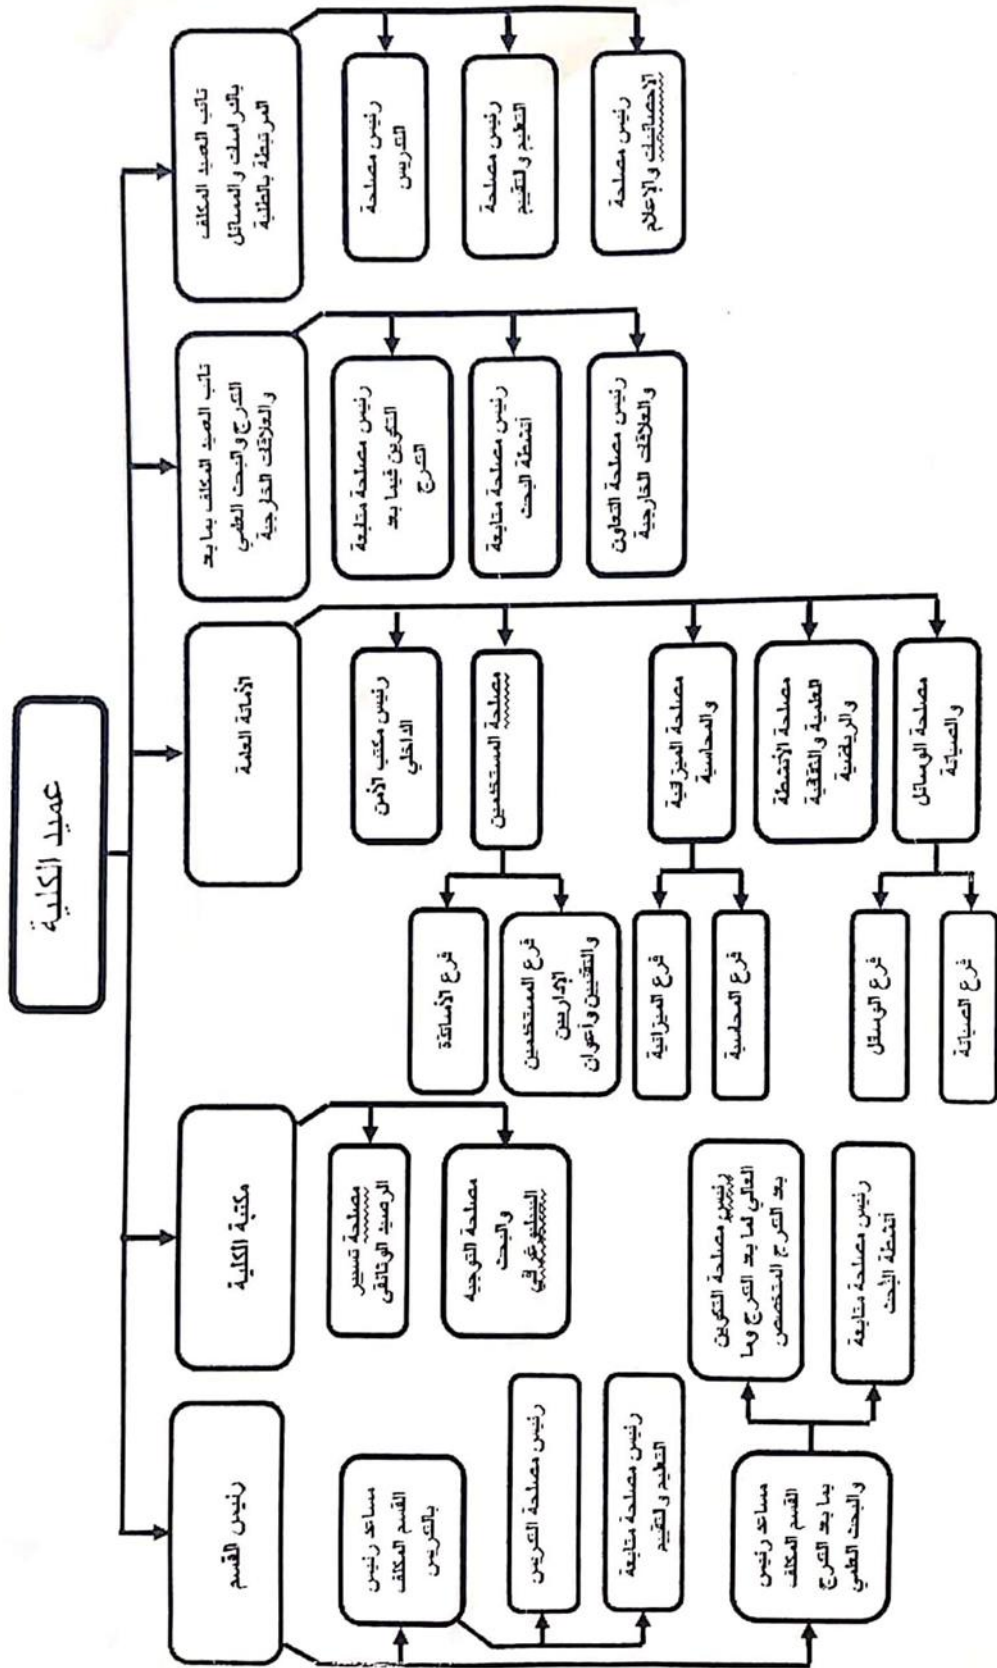 عميد الكلية
نائب العميد المكلف
بالدراسات والمسائل
المرتبطة بالطلبة
رئيس مصلحة
التدريس
رئيس مصلحة
التعليم ولتقييم
رئيس مصلحة
الاحصائيات والإعلام
نائب العميد المكلف بما بعد
التدرج والبحث العلمي
والعلاقات الخارجية
رئيس مصلحة متابعة
التكوين فيما بعد
التدرج
رئيس مصلحة متابعة
أنشطة البحث
رئيس مصلحة التعاون
والعلاقات الخارجية
الأمانة العامة
رئيس مكتب الأمن
الداخلي
مصلحة المستخدمين
فرع الأساتذة
فرع المستخدمين
الإداريين
والتقنيين وأعوان
مصلحة الميزانية
والمحاسبة
فرع الميزانية
فرع المحاسبة
مصلحة الأنشطة
العلمية والثقافية
والرياضية
مصلحة الوسائل
والصيانة
فرع الوسائل
فرع الصيانة
مكتبة الكلية
مصلحة تسيير
الرصيد الوثائقي
مصلحة التوجيه
والبحث
البيبليوغرافي
رئيس القسم
مساعد رئيس
القسم المكلف
بالتدريس
رئيس مصلحة التدريس
رئيس مصلحة متابعة
التعليم ولتقييم
مساعد رئيس
القسم المكلف
بما بعد التدرج
والبحث العلمي
رئيس مصلحة التكوين
العالي لما بعد التدرج وما
بعد التدرج المتخصص
رئيس مصلحة متابعة
أنشطة البحث